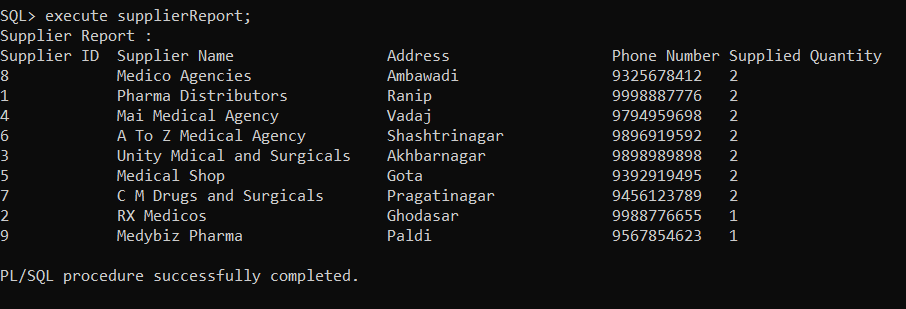 SQL> execute supplierReport;
Supplier Report :
Supplier ID  Supplier Name                 Address                  Phone Number Supplied Quantity
8            Medico Agencies               Ambawadi                 9325678412   2
1            Pharma Distributors           Ranip                    9998887776   2
4            Mai Medical Agency            Vadaj                    9794959698   2
6            A To Z Medical Agency         Shashtrinagar            9896919592   2
3            Unity Mdical and Surgicals    Akhbarnagar              9898989898   2
5            Medical Shop                  Gota                     9392919495   2
7            C M Drugs and Surgicals       Pragatinagar             9456123789   2
2            RX Medicos                    Ghodasar                 9988776655   1
9            Medybiz Pharma                Paldi                    9567854623   1
PL/SQL procedure successfully completed.